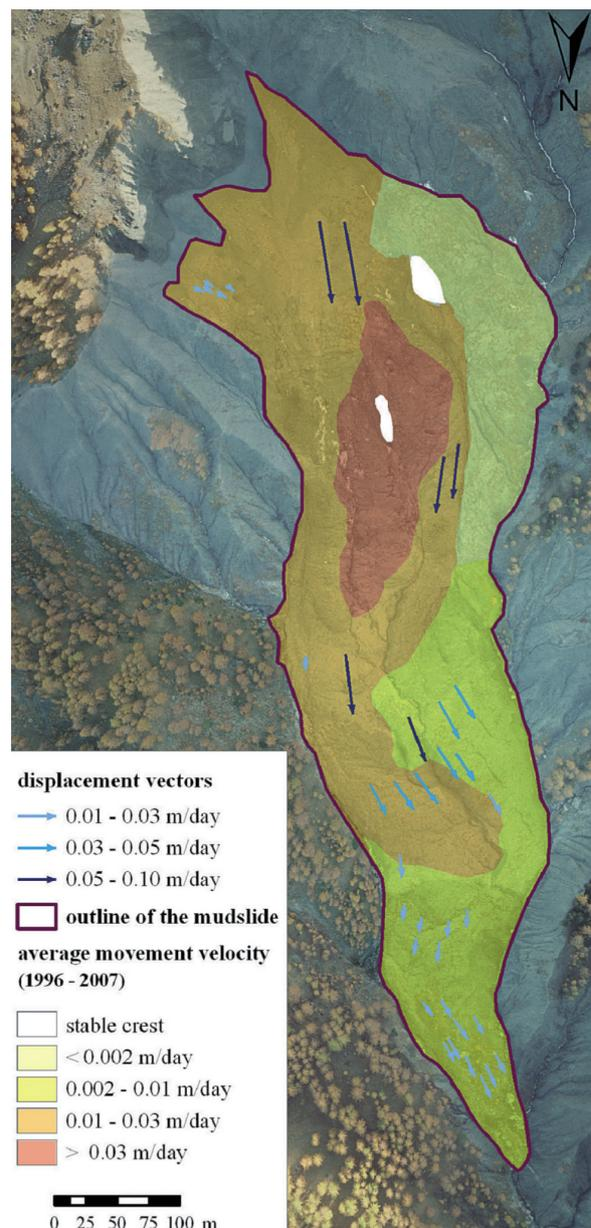 N
displacement vectors
0.01 - 0.03 m/day
0.03 - 0.05 m/day
0.05 - 0.10 m/day
outline of the mudslide
average movement velocity
(1996 - 2007)
stable crest
< 0.002 m/day
0.002 - 0.01 m/day
0.01 - 0.03 m/day
> 0.03 m/day
0 25 50 75 100 m